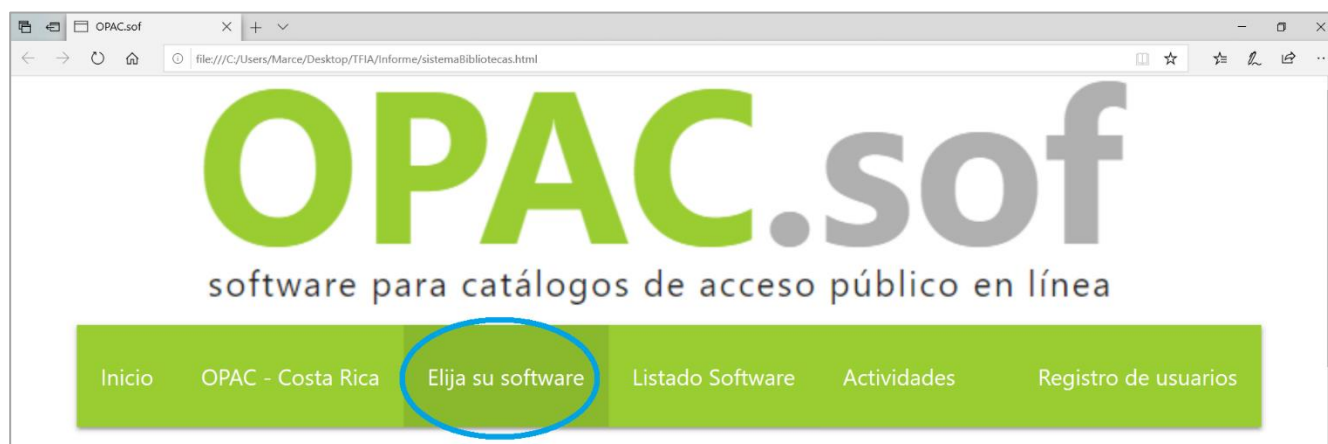 OPAC.sof
file:///C:/Users/Marce/Desktop/TFIA/Informe/sistemaBibliotecas.html
OPAC.sof
software para catálogos de acceso público en línea
Inicio OPAC - Costa Rica Elija su software Listado Software Actividades Registro de usuarios